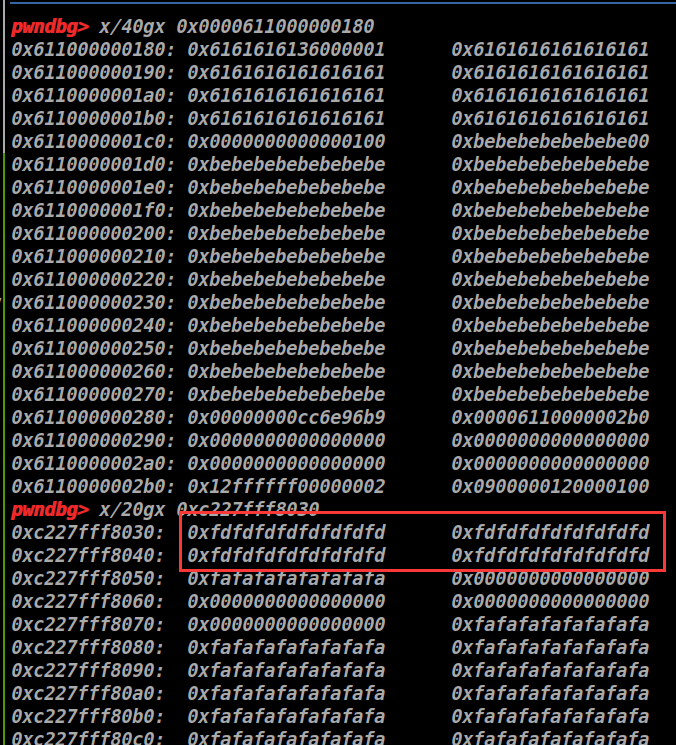 pwndbg> x/40gx 0x0000611000000180
0x611000000180: 0x6161616136000001 0x6161616161616161
0x611000000190: 0x6161616161616161 0x6161616161616161
0x6110000001a0: 0x6161616161616161 0x6161616161616161
0x6110000001b0: 0x6161616161616161 0x6161616161616161
0x6110000001c0: 0x0000000000000100 0xbebebebebebebe00
0x6110000001d0: 0xbebebebebebebebe 0xbebebebebebebebe
0x6110000001e0: 0xbebebebebebebebe 0xbebebebebebebebe
0x6110000001f0: 0xbebebebebebebebe 0xbebebebebebebebe
0x611000000200: 0xbebebebebebebebe 0xbebebebebebebebe
0x611000000210: 0xbebebebebebebebe 0xbebebebebebebebe
0x611000000220: 0xbebebebebebebebe 0xbebebebebebebebe
0x611000000230: 0xbebebebebebebebe 0xbebebebebebebebe
0x611000000240: 0xbebebebebebebebe 0xbebebebebebebebe
0x611000000250: 0xbebebebebebebebe 0xbebebebebebebebe
0x611000000260: 0xbebebebebebebebe 0xbebebebebebebebe
0x611000000270: 0xbebebebebebebebe 0xbebebebebebebebe
0x611000000280: 0x00000000cc6e96b9 0x00006110000002b0
0x611000000290: 0x0000000000000000 0x0000000000000000
0x6110000002a0: 0x0000000000000000 0x0000000000000000
0x6110000002b0: 0x12ffffff00000002 0x0900000120000100
pwndbg> x/20gx 0xc227fff8030
0xc227fff8030: 0xfdfdfdfdfdfdfdfd 0xfdfdfdfdfdfdfdfd
0xc227fff8040: 0xfdfdfdfdfdfdfdfd 0xfdfdfdfdfdfdfdfd
0xc227fff8050: 0xfafafafafafafafa 0x0000000000000000
0xc227fff8060: 0x0000000000000000 0x0000000000000000
0xc227fff8070: 0x0000000000000000 0xfafafafafafafafa
0xc227fff8080: 0xfafafafafafafafa 0xfafafafafafafafa
0xc227fff8090: 0xfafafafafafafafa 0xfafafafafafafafa
0xc227fff80a0: 0xfafafafafafafafa 0xfafafafafafafafa
0xc227fff80b0: 0xfafafafafafafafa 0xfafafafafafafafa
0xc227fff80c0: 0xfafafafafafafafa 0xfafafafafafafafa